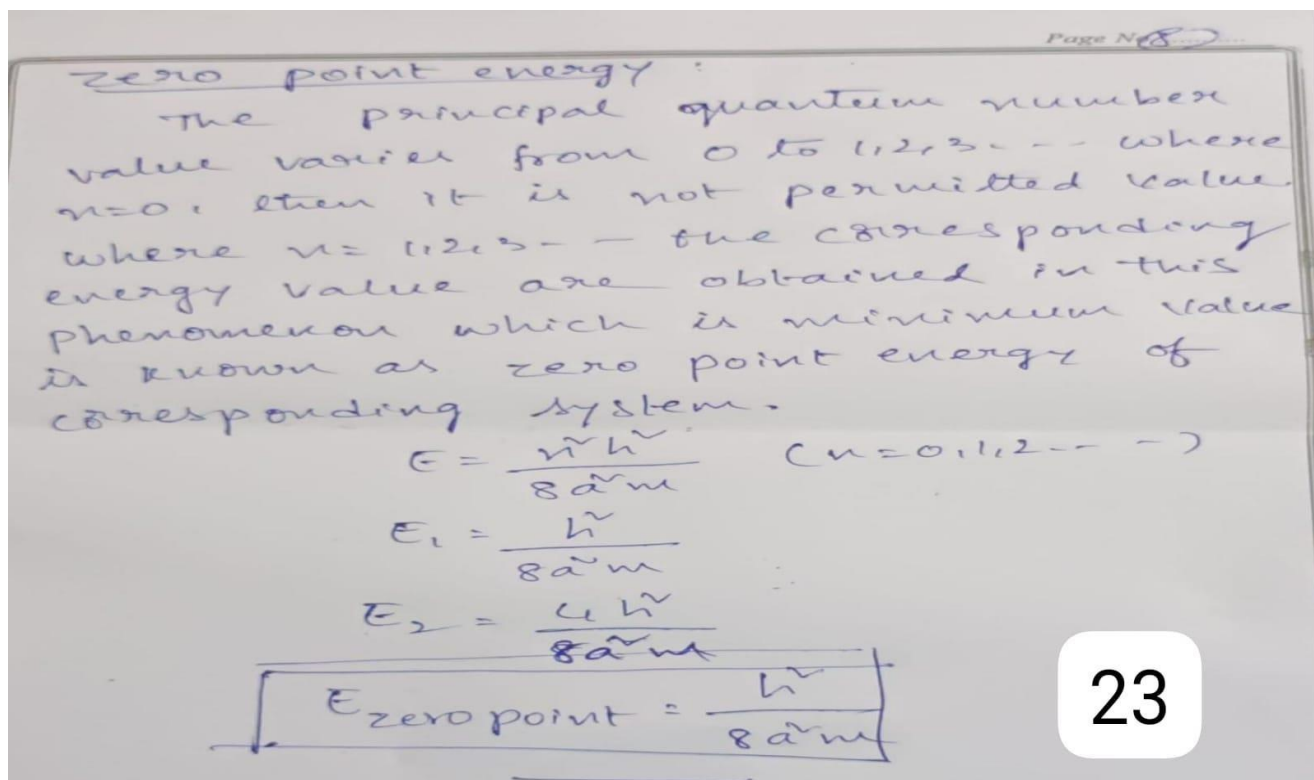 Page No 8
zero point energy :
The principal quantum number
value varies from 0 to 1,2,3--- where
n=0, then it is not permitted value.
where n= 1,2,3-- the corresponding
energy value are obtained in this
phenomenon which is minimum value
is known as zero point energy of
corresponding system.
E = n²h² / 8a²m (n=0,1,2-- -)
E₁ = h² / 8a²m
E₂ = 4h² / 8a²m
E zero point = h² / 8a²m
23